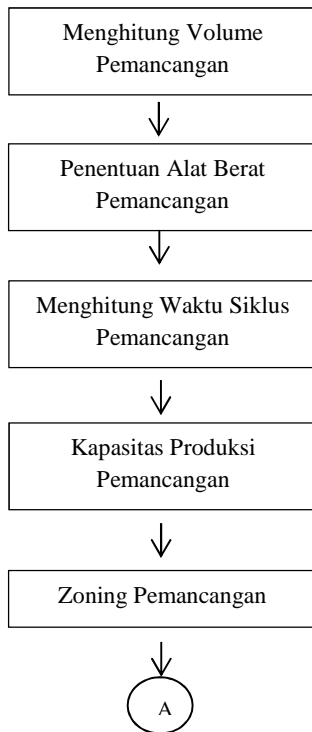 Menghitung Volume
Pemancangan
Penentuan Alat Berat
Pemancangan
Menghitung Waktu Siklus
Pemancangan
Kapasitas Produksi
Pemancangan
Zoning Pemancangan
A